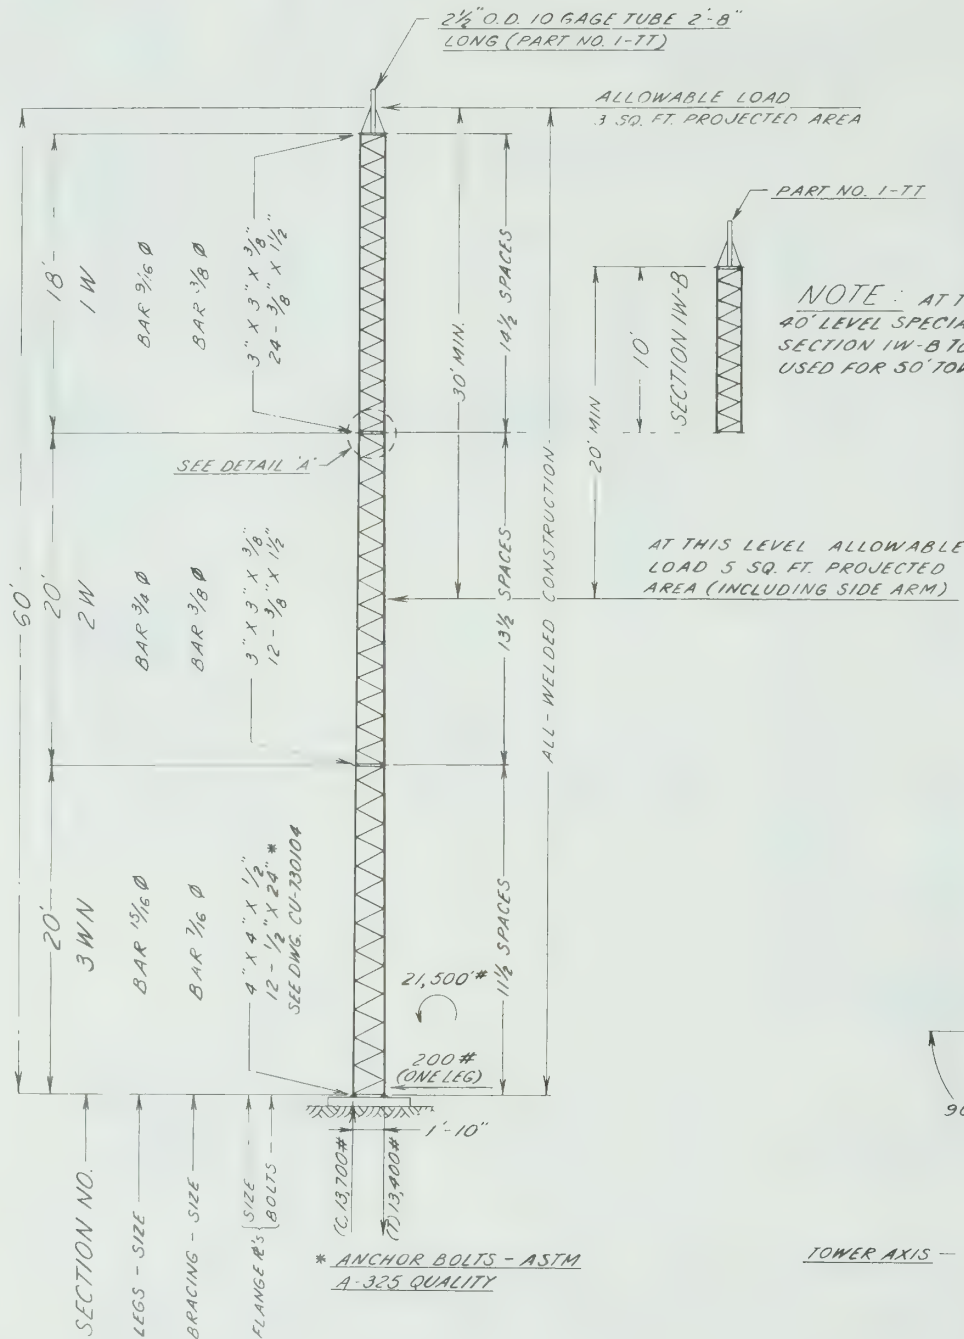 2½" O.D. 10 GAGE TUBE 2'-8"
LONG (PART NO. 1-TT)
ALLOWABLE LOAD
3 SQ. FT. PROJECTED AREA
PART NO. 1-TT
NOTE: AT T
40' LEVEL SPECIA
SECTION 1W-B TO
USED FOR 50' TOW
SECTION 1W-B
10'
20' MIN
18'-
1 W
BAR 9/16 Ø
BAR 3/8 Ø
3" X 3" X 3/8"
24 - 3/8" X 1½"
30' MIN.
14½ SPACES
SEE DETAIL 'A'
ALL-WELDED CONSTRUCTION
60'
20'
2 W
BAR 3/4 Ø
BAR 3/8 Ø
3" X 3" X 3/8"
12 - 3/8" X 1½"
13½ SPACES
AT THIS LEVEL ALLOWABLE
LOAD 5 SQ. FT. PROJECTED
AREA (INCLUDING SIDE ARM)
20'
3 WN
BAR 15/16 Ø
BAR 7/16 Ø
4" X 4" X 1/2"
12 - 1/2" X 24" *
SEE DWG. CU-730104
11½ SPACES
21,500'#
200#
(ONE LEG)
1'-10"
90
(C) 13,700#
(T) 13,400#
SECTION NO.
LEGS - SIZE
BRACING - SIZE
FLANGE ℞'s { SIZE
BOLTS
* ANCHOR BOLTS - ASTM
A-325 QUALITY
TOWER AXIS